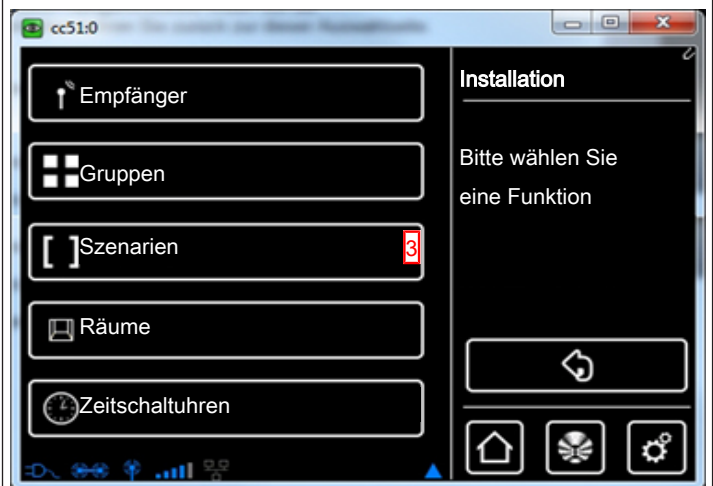 cc51:0
Empfänger
Gruppen
[ ]Szenarien
3
Räume
Zeitschaltuhren
Installation
Bitte wählen Sie
eine Funktion